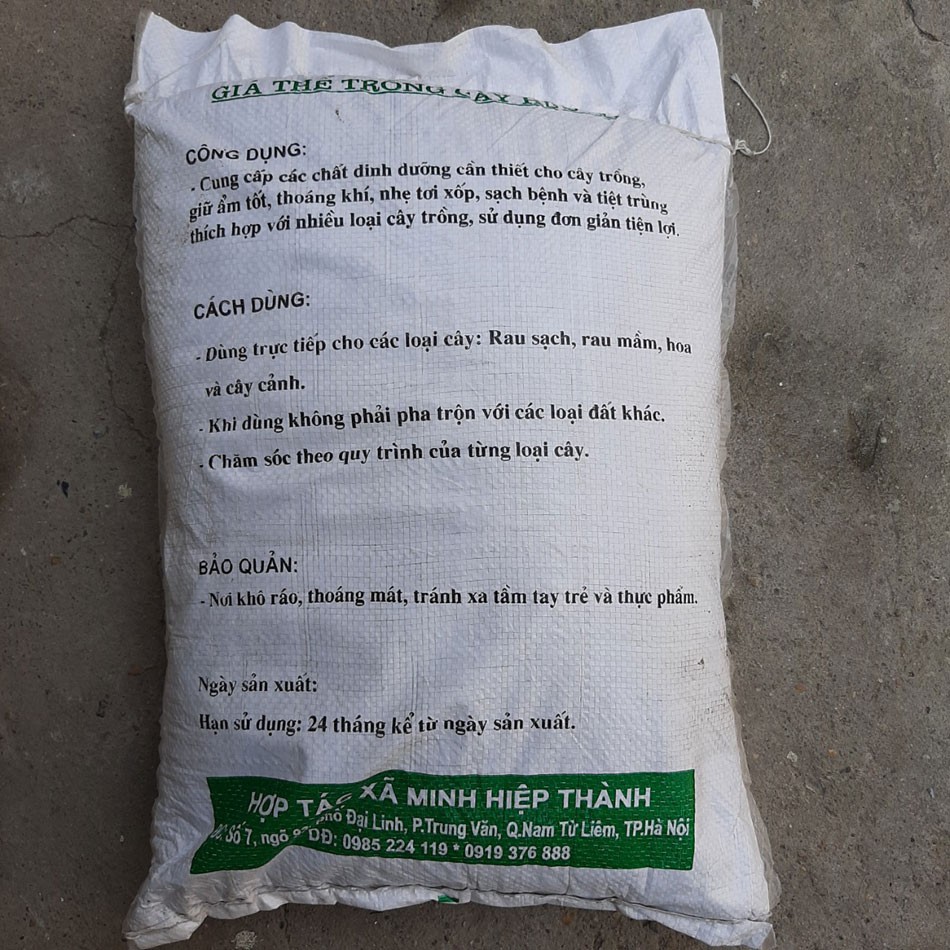 GIÁ THỂ TRỒNG CÂY
CÔNG DỤNG:
- Cung cấp các chất dinh dưỡng cần thiết cho cây trồng,
giữ ẩm tốt, thoáng khí, nhẹ tơi xốp, sạch bệnh và tiệt trùng
thích hợp với nhiều loại cây trồng, sử dụng đơn giản tiện lợi.
CÁCH DÙNG:
- Dùng trực tiếp cho các loại cây: Rau sạch, rau mầm, hoa
và cây cảnh.
- Khi dùng không phải pha trộn với các loại đất khác.
- Chăm sóc theo quy trình của từng loại cây.
BẢO QUẢN:
- Nơi khô ráo, thoáng mát, tránh xa tầm tay trẻ và thực phẩm.
Ngày sản xuất:
Hạn sử dụng: 24 tháng kể từ ngày sản xuất.
HỢP TÁC XÃ MINH HIỆP THÀNH
Số 7, ngõ phố Đại Linh, P.Trung Văn, Q.Nam Từ Liêm, TP.Hà Nội
DĐ: 0985 224 119 * 0919 376 888